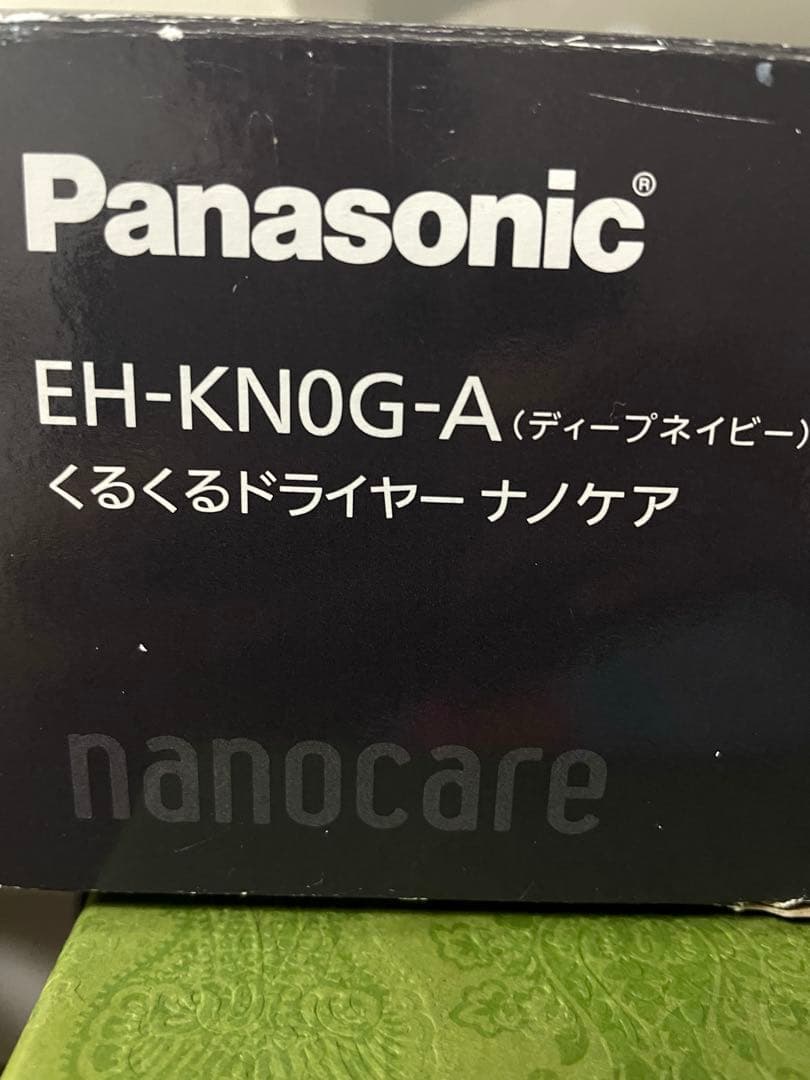 Panasonic®
EH-KN0G-A（ディープネイビー）
くるくるドライヤー ナノケア
nanocare